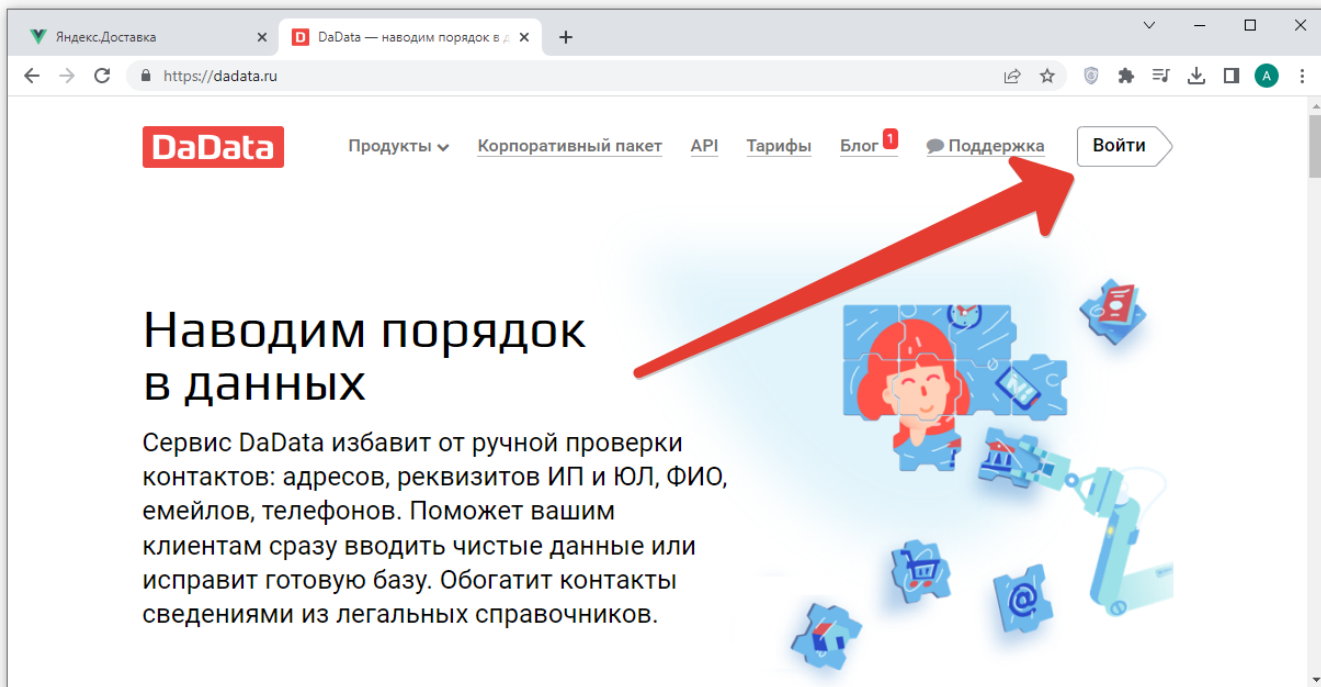 Яндекс.Доставка
DaData — наводим порядок в д
https://dadata.ru
A
DaData
Продукты
Корпоративный пакет
API
Тарифы
Блог
1
Поддержка
Войти
Наводим порядок
в данных
Сервис DaData избавит от ручной проверки
контактов: адресов, реквизитов ИП и ЮЛ, ФИО,
емейлов, телефонов. Поможет вашим
клиентам сразу вводить чистые данные или
исправит готовую базу. Обогатит контакты
сведениями из легальных справочников.
@